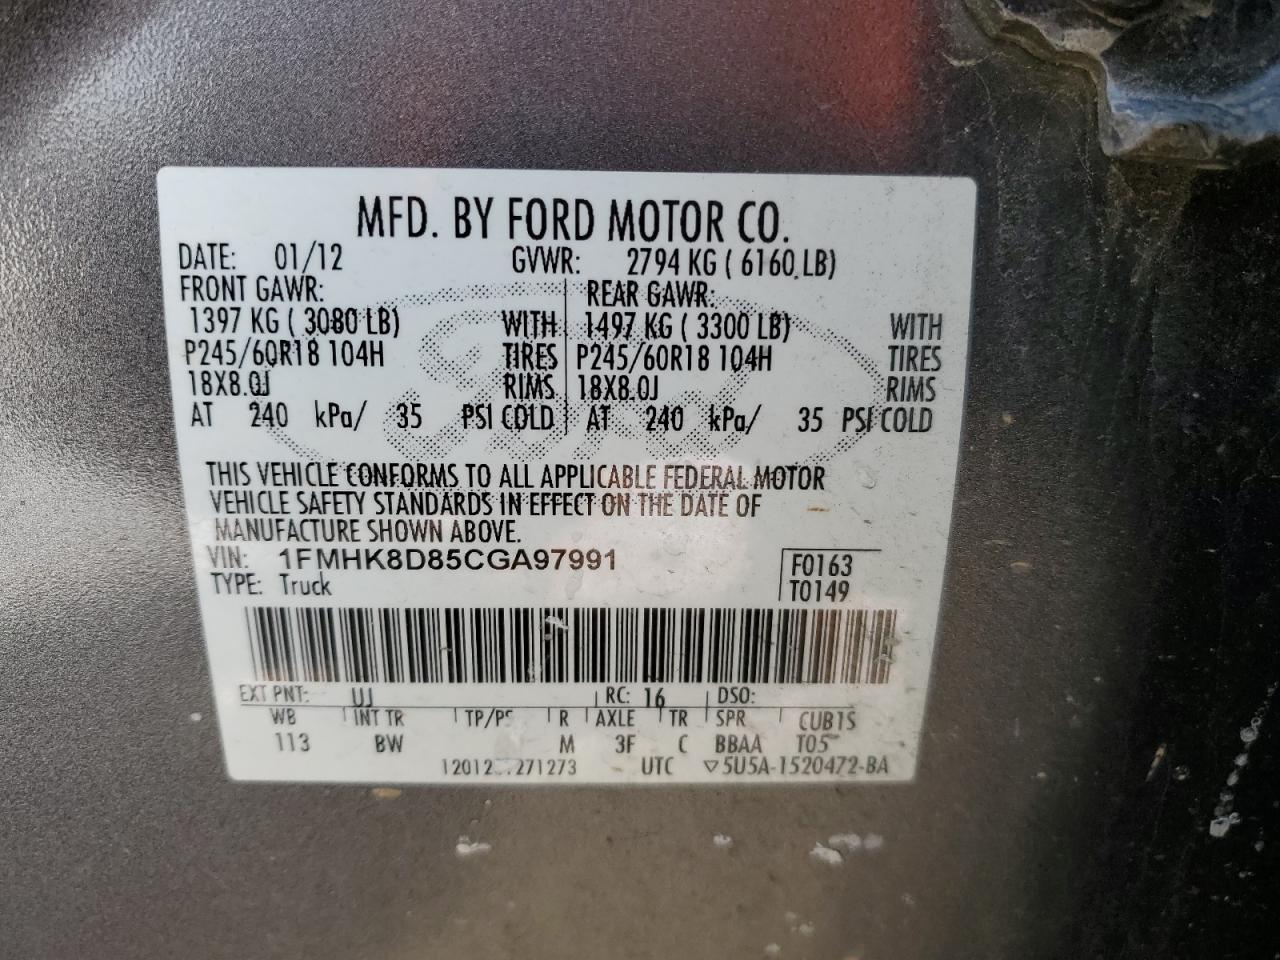 MFD. BY FORD MOTOR CO.
DATE: 01/12 GVWR: 2794 KG ( 6160 LB)
FRONT GAWR: REAR GAWR:
1397 KG ( 3080 LB) WITH 1497 KG ( 3300 LB) WITH
P245/60R18 104H TIRES P245/60R18 104H TIRES
18X8.0J RIMS 18X8.0J RIMS
AT 240 kPa/ 35 PSI COLD AT 240 kPa/ 35 PSI COLD
THIS VEHICLE CONFORMS TO ALL APPLICABLE FEDERAL MOTOR
VEHICLE SAFETY STANDARDS IN EFFECT ON THE DATE OF
MANUFACTURE SHOWN ABOVE.
VIN: 1FMHK8D85CGA97991 F0163
TYPE: Truck T0149
EXT PNT: UJ RC: 16 DSO:
WB INT TR TP/PS R AXLE TR SPR
113 BW M 3F C BBAA T05
UTC ▽5U5A-1520472-BA